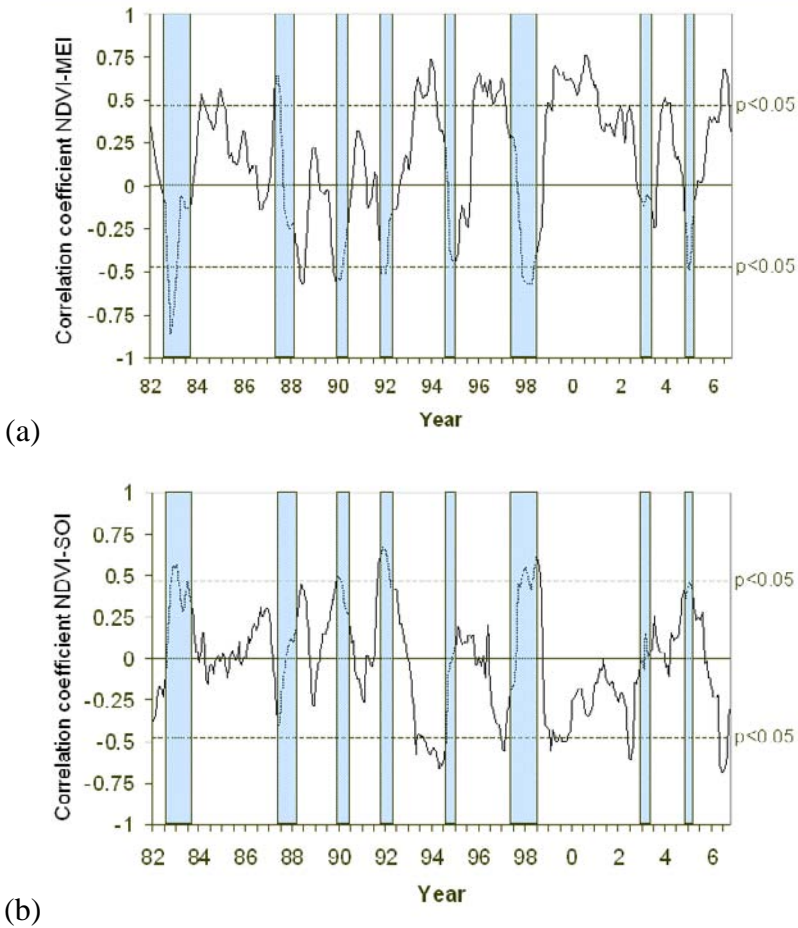 Correlation coefficient NDVI-MEI
1
0.75
0.5
0.25
0
-0.25
-0.5
-0.75
-1
p<0.05
p<0.05
82 84 86 88 90 92 94 96 98 0 2 4 6
Year
(a)
Correlation coefficient NDVI-SOI
1
0.75
0.5
0.25
0
-0.25
-0.5
-0.75
-1
p<0.05
p<0.05
82 84 86 88 90 92 94 96 98 0 2 4 6
Year
(b)